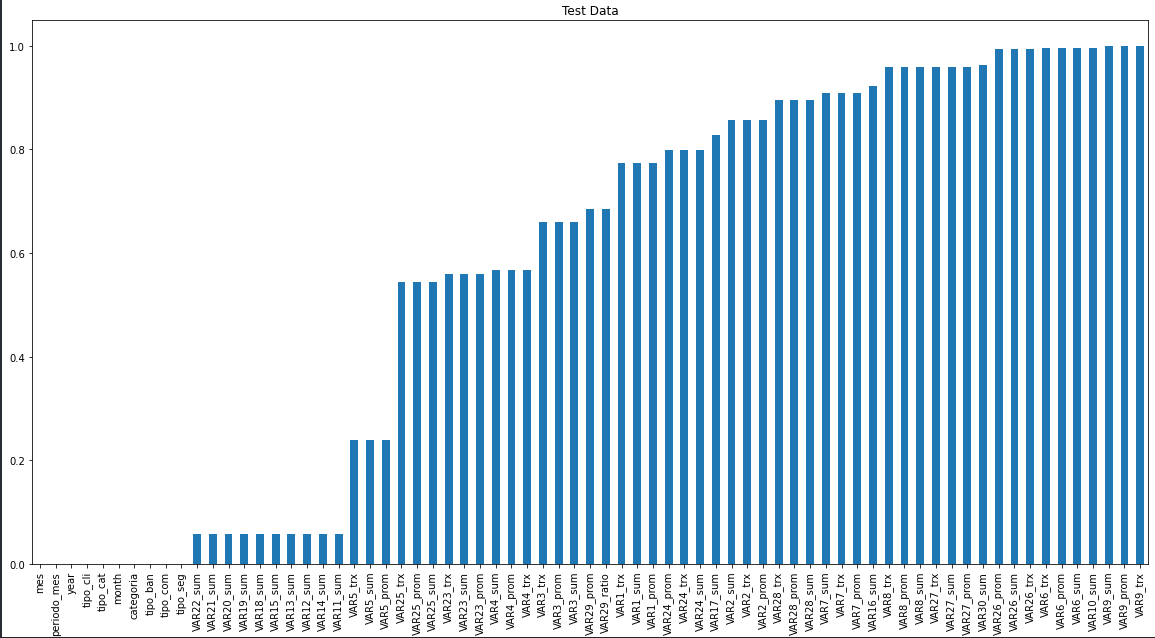 Test Data
1.0
0.8
0.6
0.4
0.2
0.0
mes
periodo_mes
year
tipo_cli
tipo_cat
month
categoria
tipo_ban
tipo_com
tipo_seg
VAR22_sum
VAR21_sum
VAR20_sum
VAR19_sum
VAR18_sum
VAR15_sum
VAR13_sum
VAR12_sum
VAR14_sum
VAR11_sum
VAR5_trx
VAR5_sum
VAR5_prom
VAR25_trx
VAR25_prom
VAR25_sum
VAR23_trx
VAR23_sum
VAR23_prom
VAR4_sum
VAR4_prom
VAR4_trx
VAR3_trx
VAR3_prom
VAR3_sum
VAR29_prom
VAR29_ratio
VAR1_trx
VAR1_sum
VAR1_prom
VAR24_prom
VAR24_trx
VAR24_sum
VAR17_sum
VAR2_sum
VAR2_trx
VAR2_prom
VAR28_trx
VAR28_prom
VAR28_sum
VAR7_sum
VAR7_trx
VAR7_prom
VAR16_sum
VAR8_trx
VAR8_prom
VAR8_sum
VAR27_trx
VAR27_sum
VAR27_prom
VAR30_sum
VAR26_prom
VAR26_sum
VAR26_trx
VAR6_trx
VAR6_prom
VAR6_sum
VAR10_sum
VAR9_sum
VAR9_prom
VAR9_trx